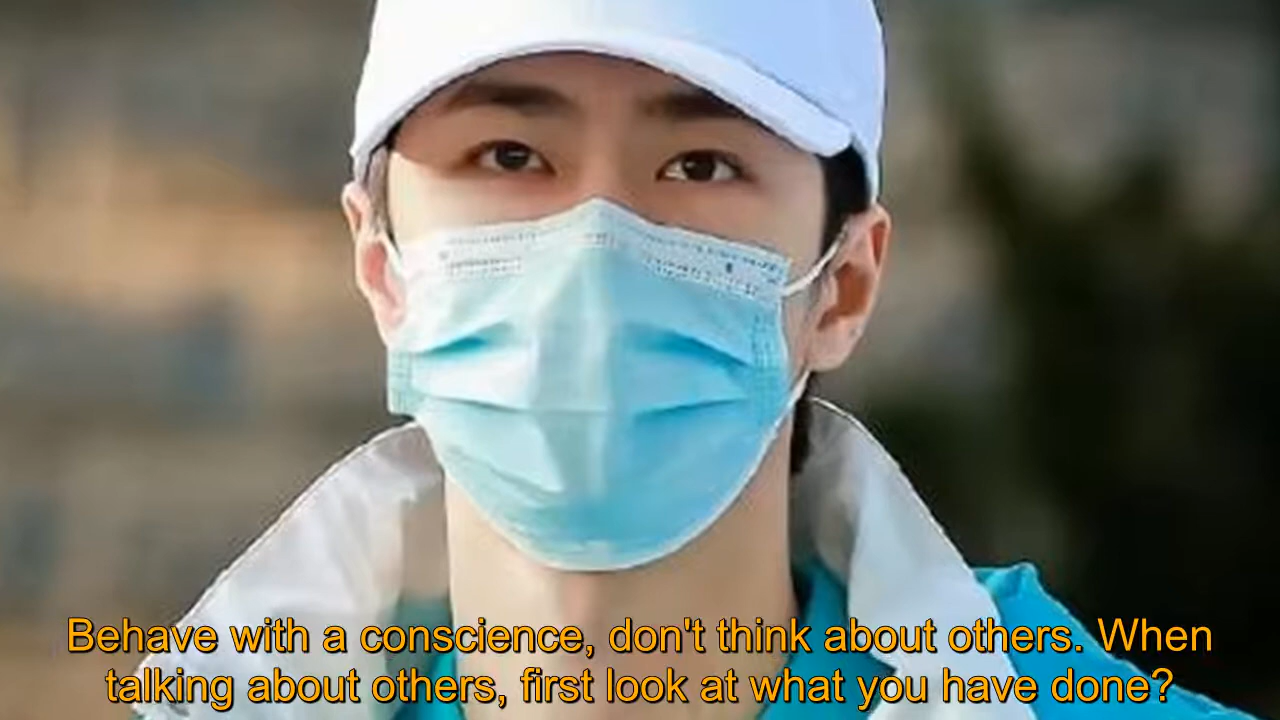 Behave with a conscience, don't think about others. When
talking about others, first look at what you have done?